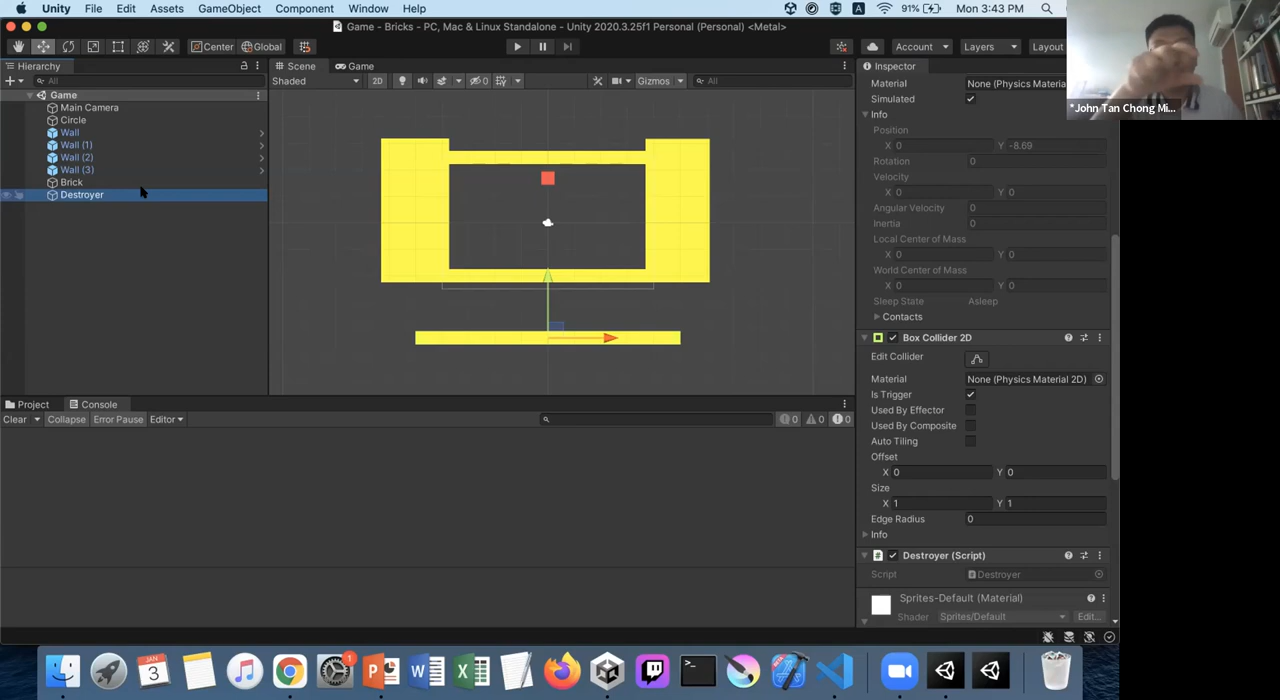 Unity File Edit Assets GameObject Component Window Help
A 91% Mon 3:43 PM
Game - Bricks - PC, Mac & Linux Standalone - Unity 2020.3.25f1 Personal (Personal) <Metal>
Center Global Account Layers Layout
Hierarchy
All
Game
Main Camera
Circle
Wall
Wall (1)
Wall (2)
Wall (3)
Brick
Destroyer
Scene Game
Shaded 2D 0 Gizmos All
Project Console
Clear Collapse Error Pause Editor 0 0 0
Inspector
Material None (Physics Material
Simulated
Info
Position
X 0 Y -8.69
Rotation 0
Velocity
X 0 Y 0
Angular Velocity 0
Inertia 0
Local Center of Mass
X 0 Y 0
World Center of Mass
X 0 Y 0
Sleep State Asleep
Contacts
Box Collider 2D
Edit Collider
Material None (Physics Material 2D)
Is Trigger
Used By Effector
Used By Composite
Auto Tiling
Offset
X 0 Y 0
Size
X 1 Y 1
Edge Radius 0
Info
Destroyer (Script)
Script Destroyer
Sprites-Default (Material)
Shader Sprites/Default Edit...
*John Tan Chong Mi...
JAN
3
1